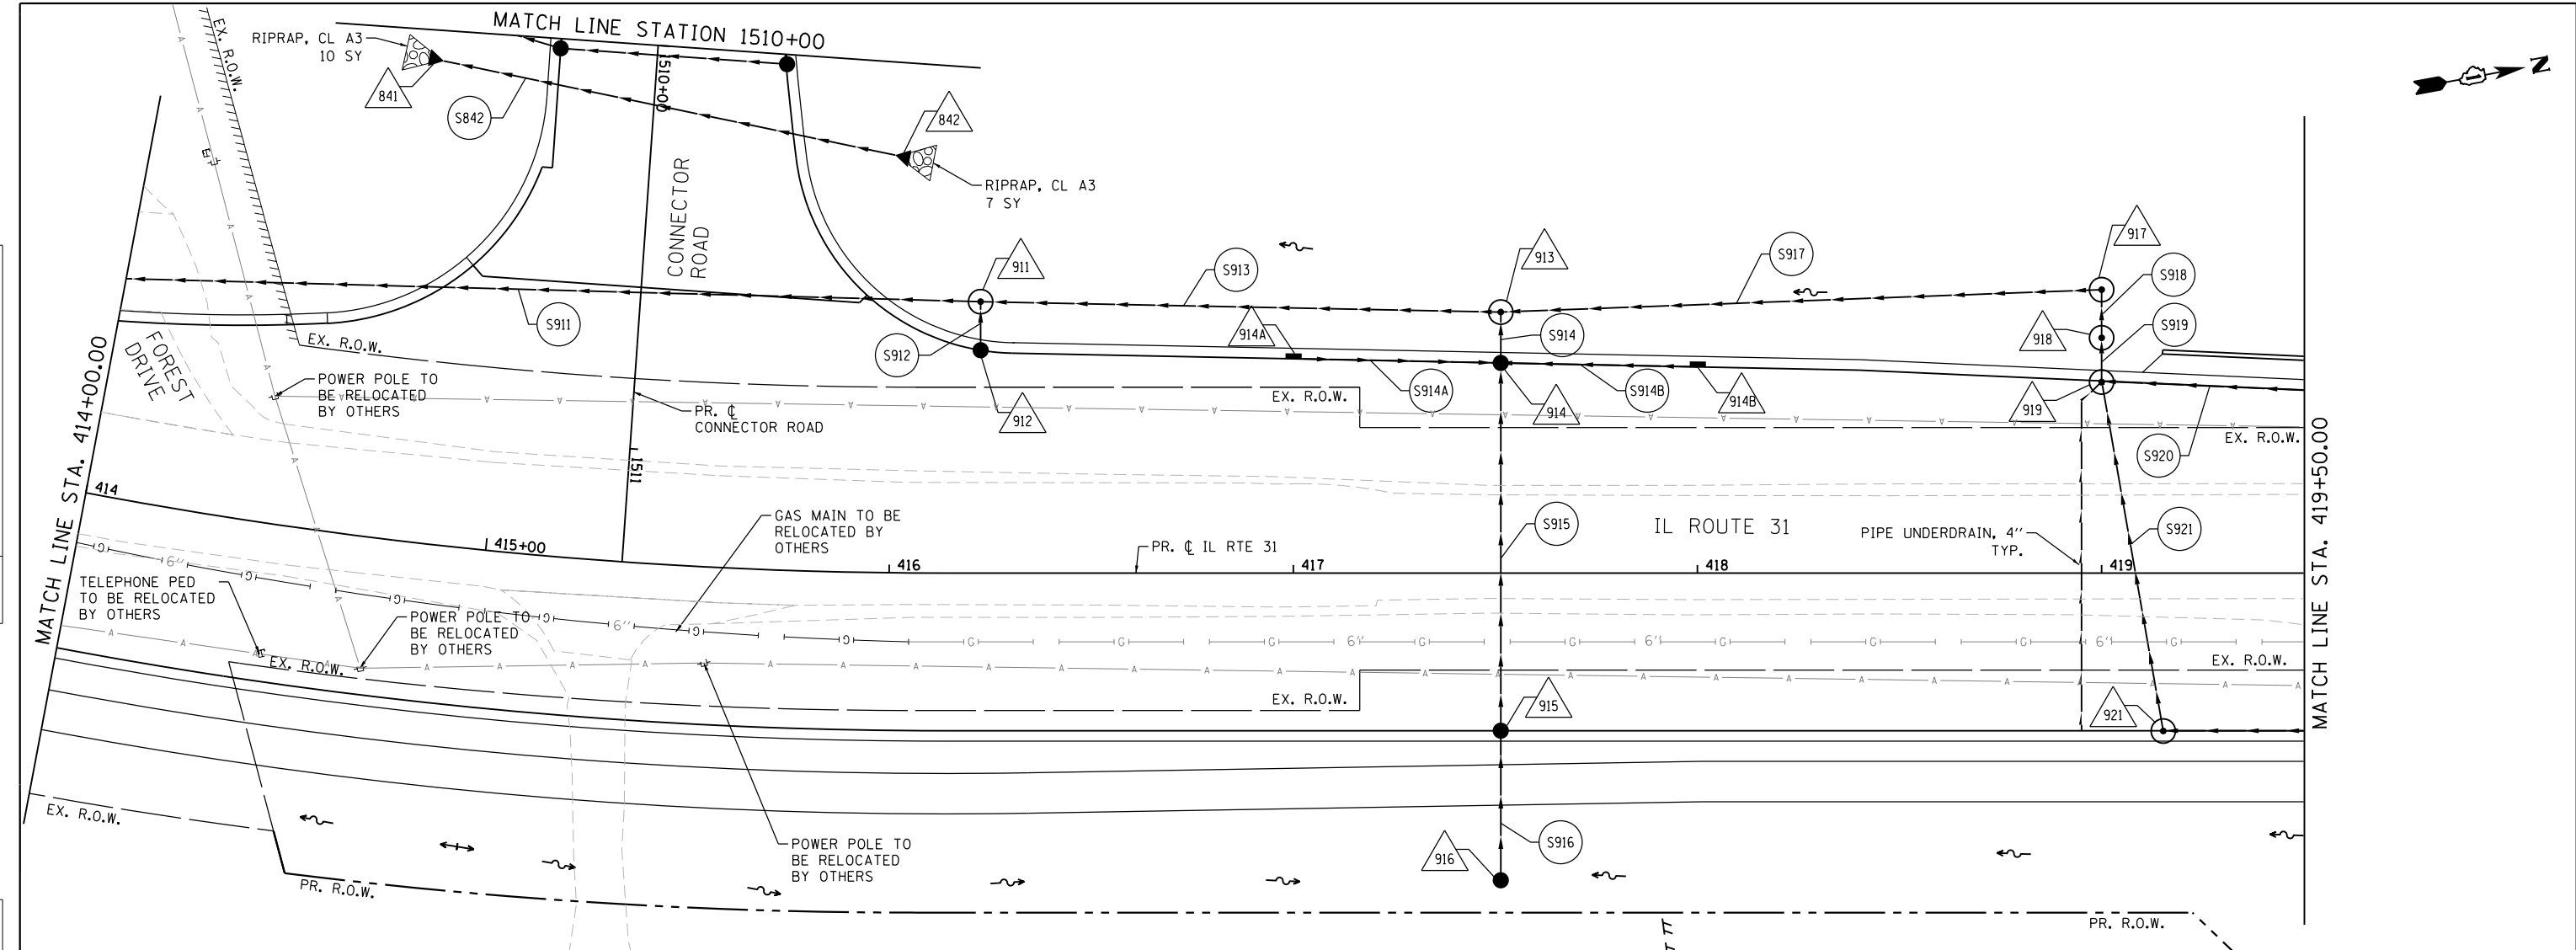 MATCH LINE STATION 1510+00
RIPRAP, CL A3
10 SY
EX. R.O.W.
841
S842
1510+00
842
RIPRAP, CL A3
7 SY
N
CONNECTOR
ROAD
911
S913
913
S917
917
S918
S911
914A
S914
918
S919
S912
FOREST
DRIVE
EX. R.O.W.
POWER POLE TO
BE RELOCATED
BY OTHERS
PR. ℄
CONNECTOR ROAD
912
EX. R.O.W.
S914A
914
S914B
914B
919
S920
EX. R.O.W.
MATCH LINE STA. 414+00.00
MATCH LINE STA. 419+50.00
1511
414
415+00
416
417
418
419
GAS MAIN TO BE
RELOCATED BY
OTHERS
PR. ℄ IL RTE 31
S915
IL ROUTE 31
PIPE UNDERDRAIN, 4"
TYP.
S921
TELEPHONE PED
TO BE RELOCATED
BY OTHERS
POWER POLE TO
BE RELOCATED
BY OTHERS
G
6"
G
G
G
6"
G
G
G
G
G
6"
G
G
6"
G
G
G
6"
G
EX. R.O.W.
EX. R.O.W.
EX. R.O.W.
915
921
EX. R.O.W.
POWER POLE TO
BE RELOCATED
BY OTHERS
916
S916
PR. R.O.W.
PR. R.O.W.